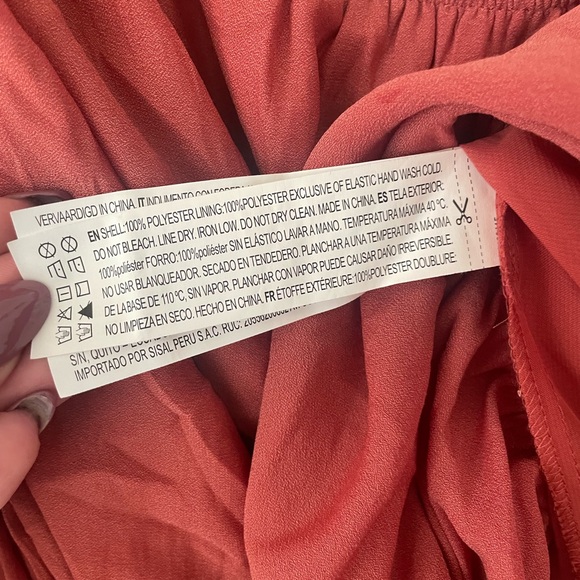 VERVAARDIGD IN CHINA. IT INDUMENTO CON FODERA
EN SHELL:100% POLYESTER LINING:100%POLYESTER EXCLUSIVE OF ELASTIC HAND WASH COLD.
DO NOT BLEACH. LINE DRY. IRON LOW. DO NOT DRY CLEAN. MADE IN CHINA. ES TELA EXTERIOR:
100%poliéster FORRO:100%poliéster SIN ELÁSTICO LAVAR A MANO. TEMPERATURA MÁXIMA 40 ºC.
NO USAR BLANQUEADOR. SECADO EN TENDEDERO. PLANCHAR A UNA TEMPERATURA MÁXIMA
DE LA BASE DE 110 ºC, SIN VAPOR. PLANCHAR CON VAPOR PUEDE CAUSAR DAÑO IRREVERSIBLE.
NO LIMPIEZA EN SECO. HECHO EN CHINA. FR ÉTOFFE EXTÉRIEURE:100%POLYESTER DOUBLURE:
S/N, QUITO –
IMPORTADO POR SISAL PERÚ S.A.C. RUC: